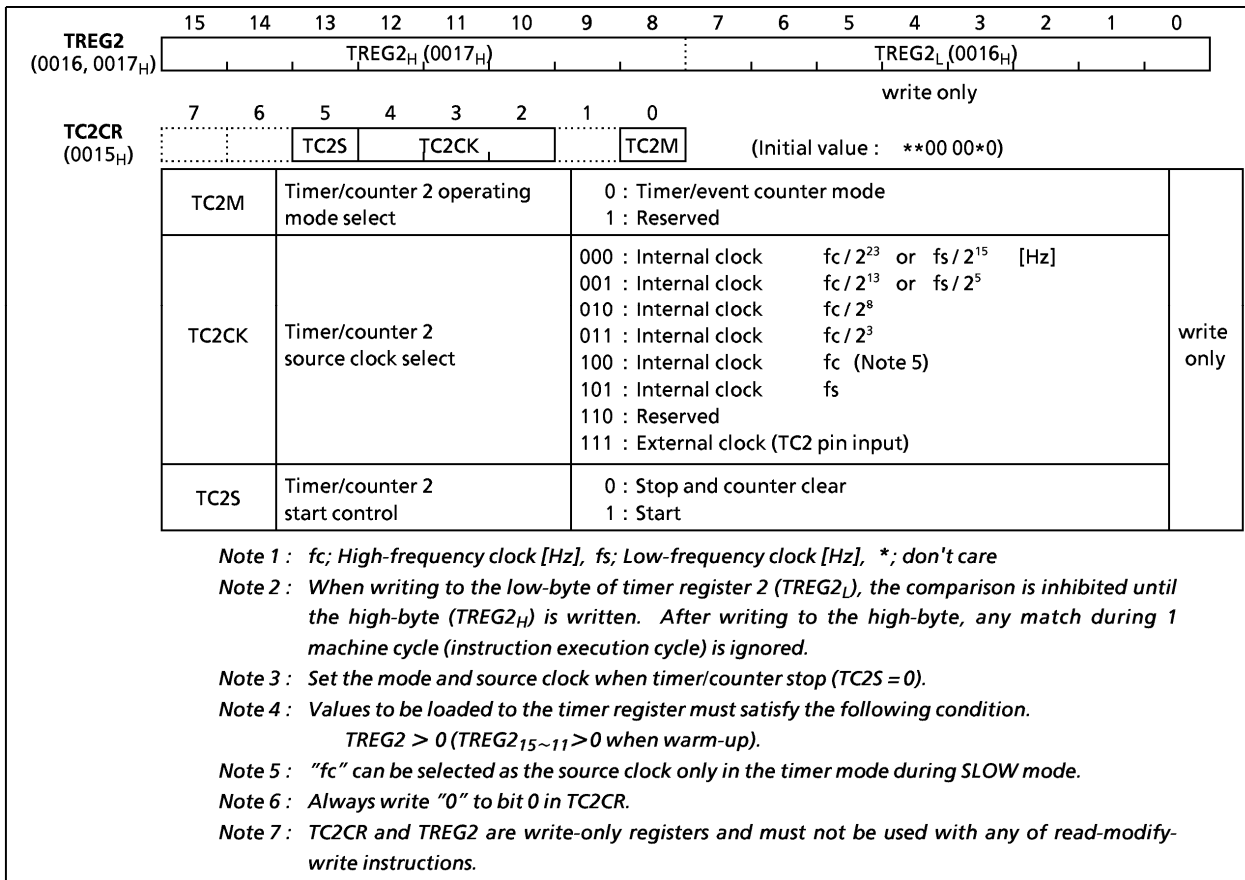 15 14 13 12 11 10 9 8 7 6 5 4 3 2 1 0
TREG2
(0016, 0017H)
TREG2H (0017H) TREG2L (0016H)
write only
7 6 5 4 3 2 1 0
TC2CR
(0015H)
TC2S TC2CK TC2M (Initial value : **00 00*0)
TC2M
Timer/counter 2 operating
mode select
0 : Timer/event counter mode
1 : Reserved
TC2CK
Timer/counter 2
source clock select
000 : Internal clock fc / 2²³ or fs / 2¹⁵ [Hz]
001 : Internal clock fc / 2¹³ or fs / 2⁵
010 : Internal clock fc / 2⁸
011 : Internal clock fc / 2³
100 : Internal clock fc (Note 5)
101 : Internal clock fs
110 : Reserved
111 : External clock (TC2 pin input)
TC2S
Timer/counter 2
start control
0 : Stop and counter clear
1 : Start
write
only
Note 1 : fc; High-frequency clock [Hz], fs; Low-frequency clock [Hz], *; don't care
Note 2 : When writing to the low-byte of timer register 2 (TREG2L), the comparison is inhibited until
the high-byte (TREG2H) is written. After writing to the high-byte, any match during 1
machine cycle (instruction execution cycle) is ignored.
Note 3 : Set the mode and source clock when timer/counter stop (TC2S = 0).
Note 4 : Values to be loaded to the timer register must satisfy the following condition.
TREG2 > 0 (TREG215~11 > 0 when warm-up).
Note 5 : "fc" can be selected as the source clock only in the timer mode during SLOW mode.
Note 6 : Always write "0" to bit 0 in TC2CR.
Note 7 : TC2CR and TREG2 are write-only registers and must not be used with any of read-modify-
write instructions.